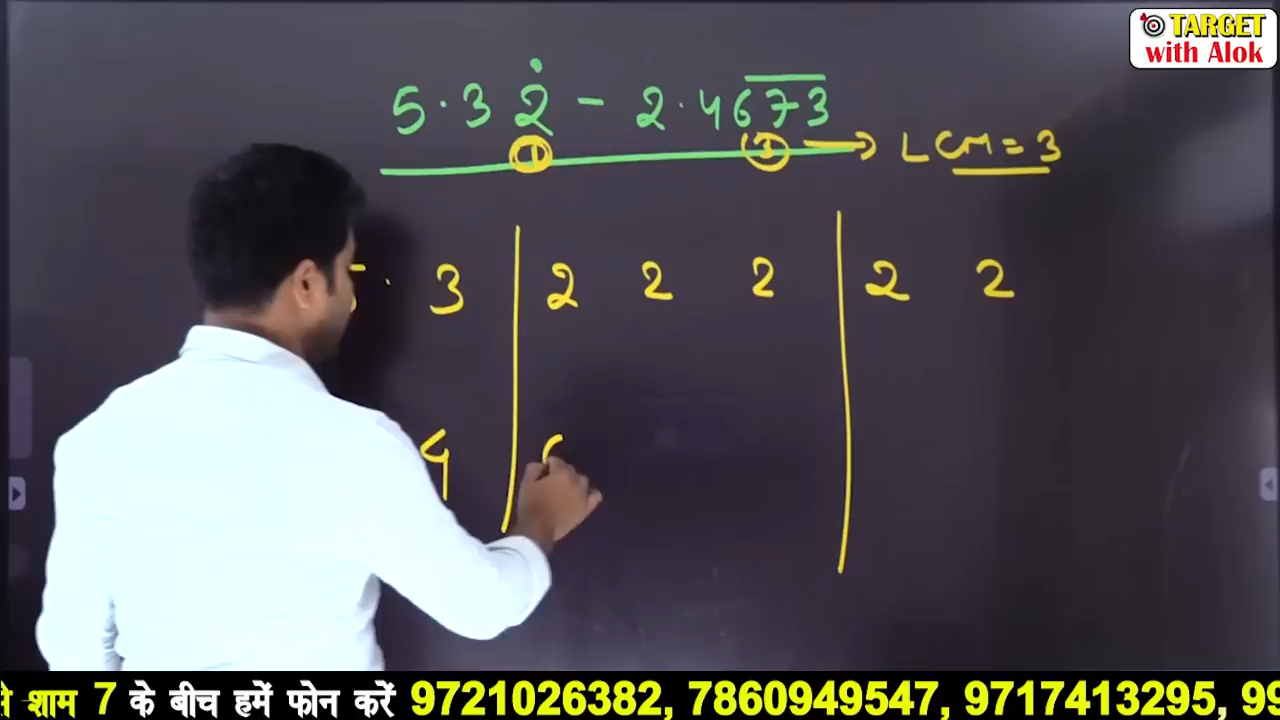 TARGET
with Alok
5.32̇ - 2.46̅7̅3̅
① ③ → LCM = 3
. 3 2 2 2 2 2
4
से शाम 7 के बीच हमें फोन करें 9721026382, 7860949547, 9717413295, 99